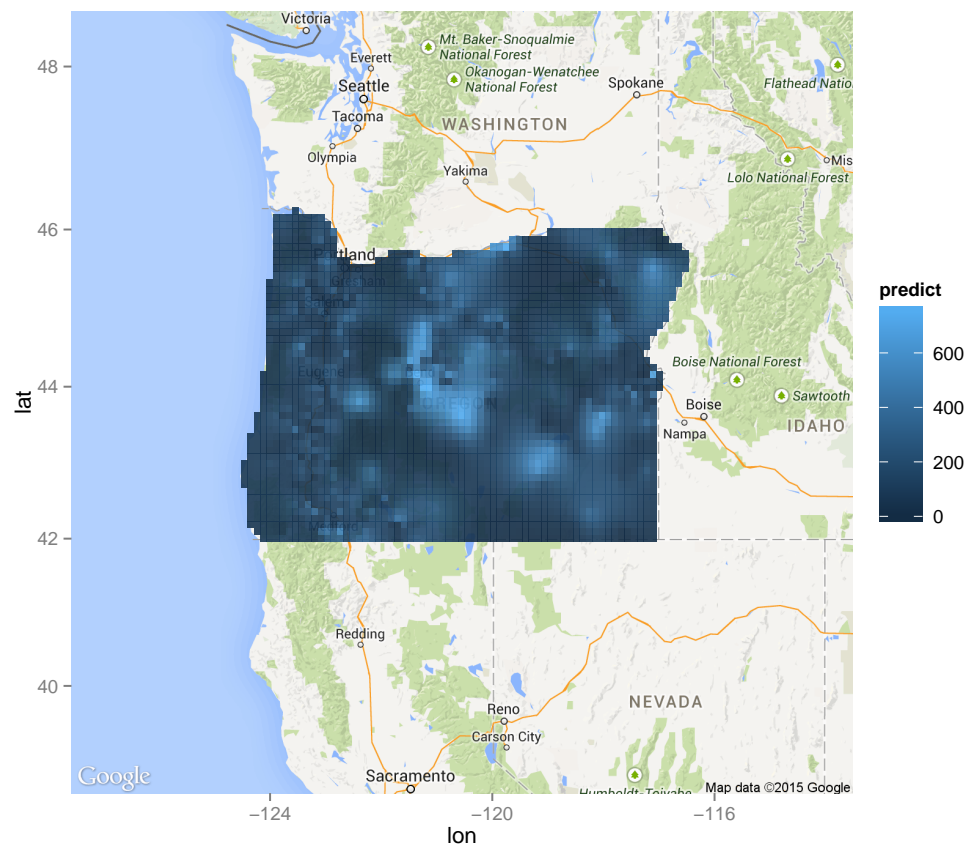 Victoria
Mt. Baker-Snoqualmie
National Forest
Everett
Okanogan-Wenatchee
National Forest
Flathead Natio
48
Seattle
Spokane
Tacoma
WASHINGTON
Olympia
Mis
Yakima
Lolo National Forest
46
Portland
Gresham
Salem
predict
600
400
200
0
Boise National Forest
Eugene
44
lat
Sawtooth
OREGON
Boise
Nampa
IDAHO
Medford
42
Redding
40
Reno
NEVADA
Carson City
Google
Sacramento
Humboldt-Toiyabe
Map data ©2015 Google
−124
−120
−116
lon